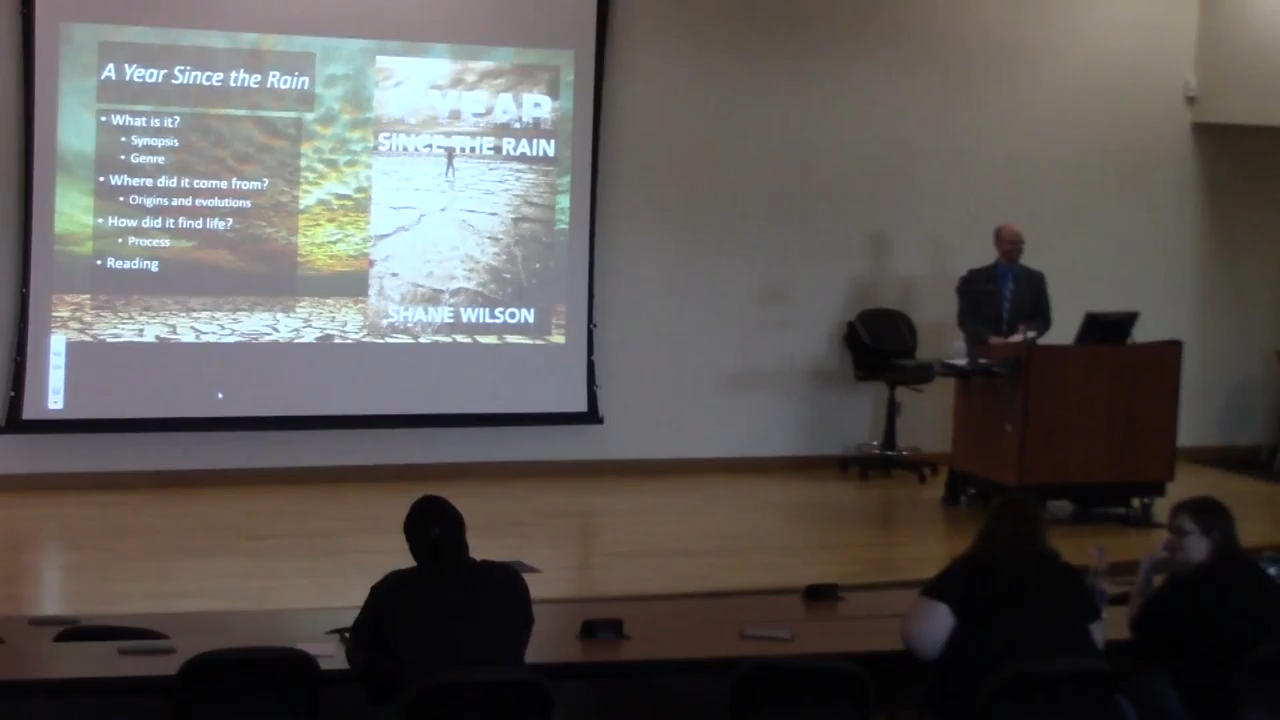 A Year Since the Rain
• What is it?
• Synopsis
• Genre
• Where did it come from?
• Origins and evolutions
• How did it find life?
• Process
• Reading
YEAR
SINCE THE RAIN
SHANE WILSON